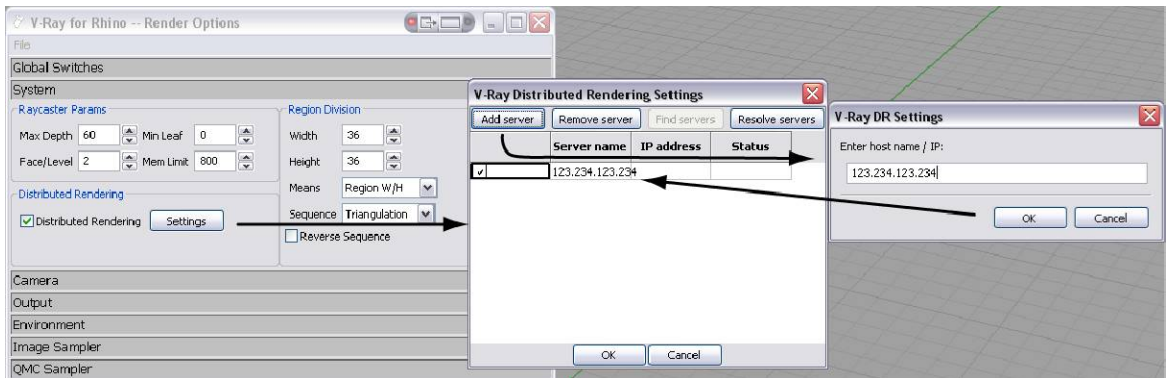 V-Ray for Rhino -- Render Options
File
Global Switches
System
Raycaster Params
Max Depth 60 Min Leaf 0
Face/Level 2 Mem Limit 800
Distributed Rendering
Distributed Rendering Settings
Region Division
Width 36
Height 36
Means Region W/H
Sequence Triangulation
Reverse Sequence
Camera
Output
Environment
Image Sampler
QMC Sampler
V-Ray Distributed Rendering Settings
Add server Remove server Find servers Resolve servers
Server name IP address Status
123.234.123.234
OK Cancel
V-Ray DR Settings
Enter host name / IP:
123.234.123.234
OK Cancel